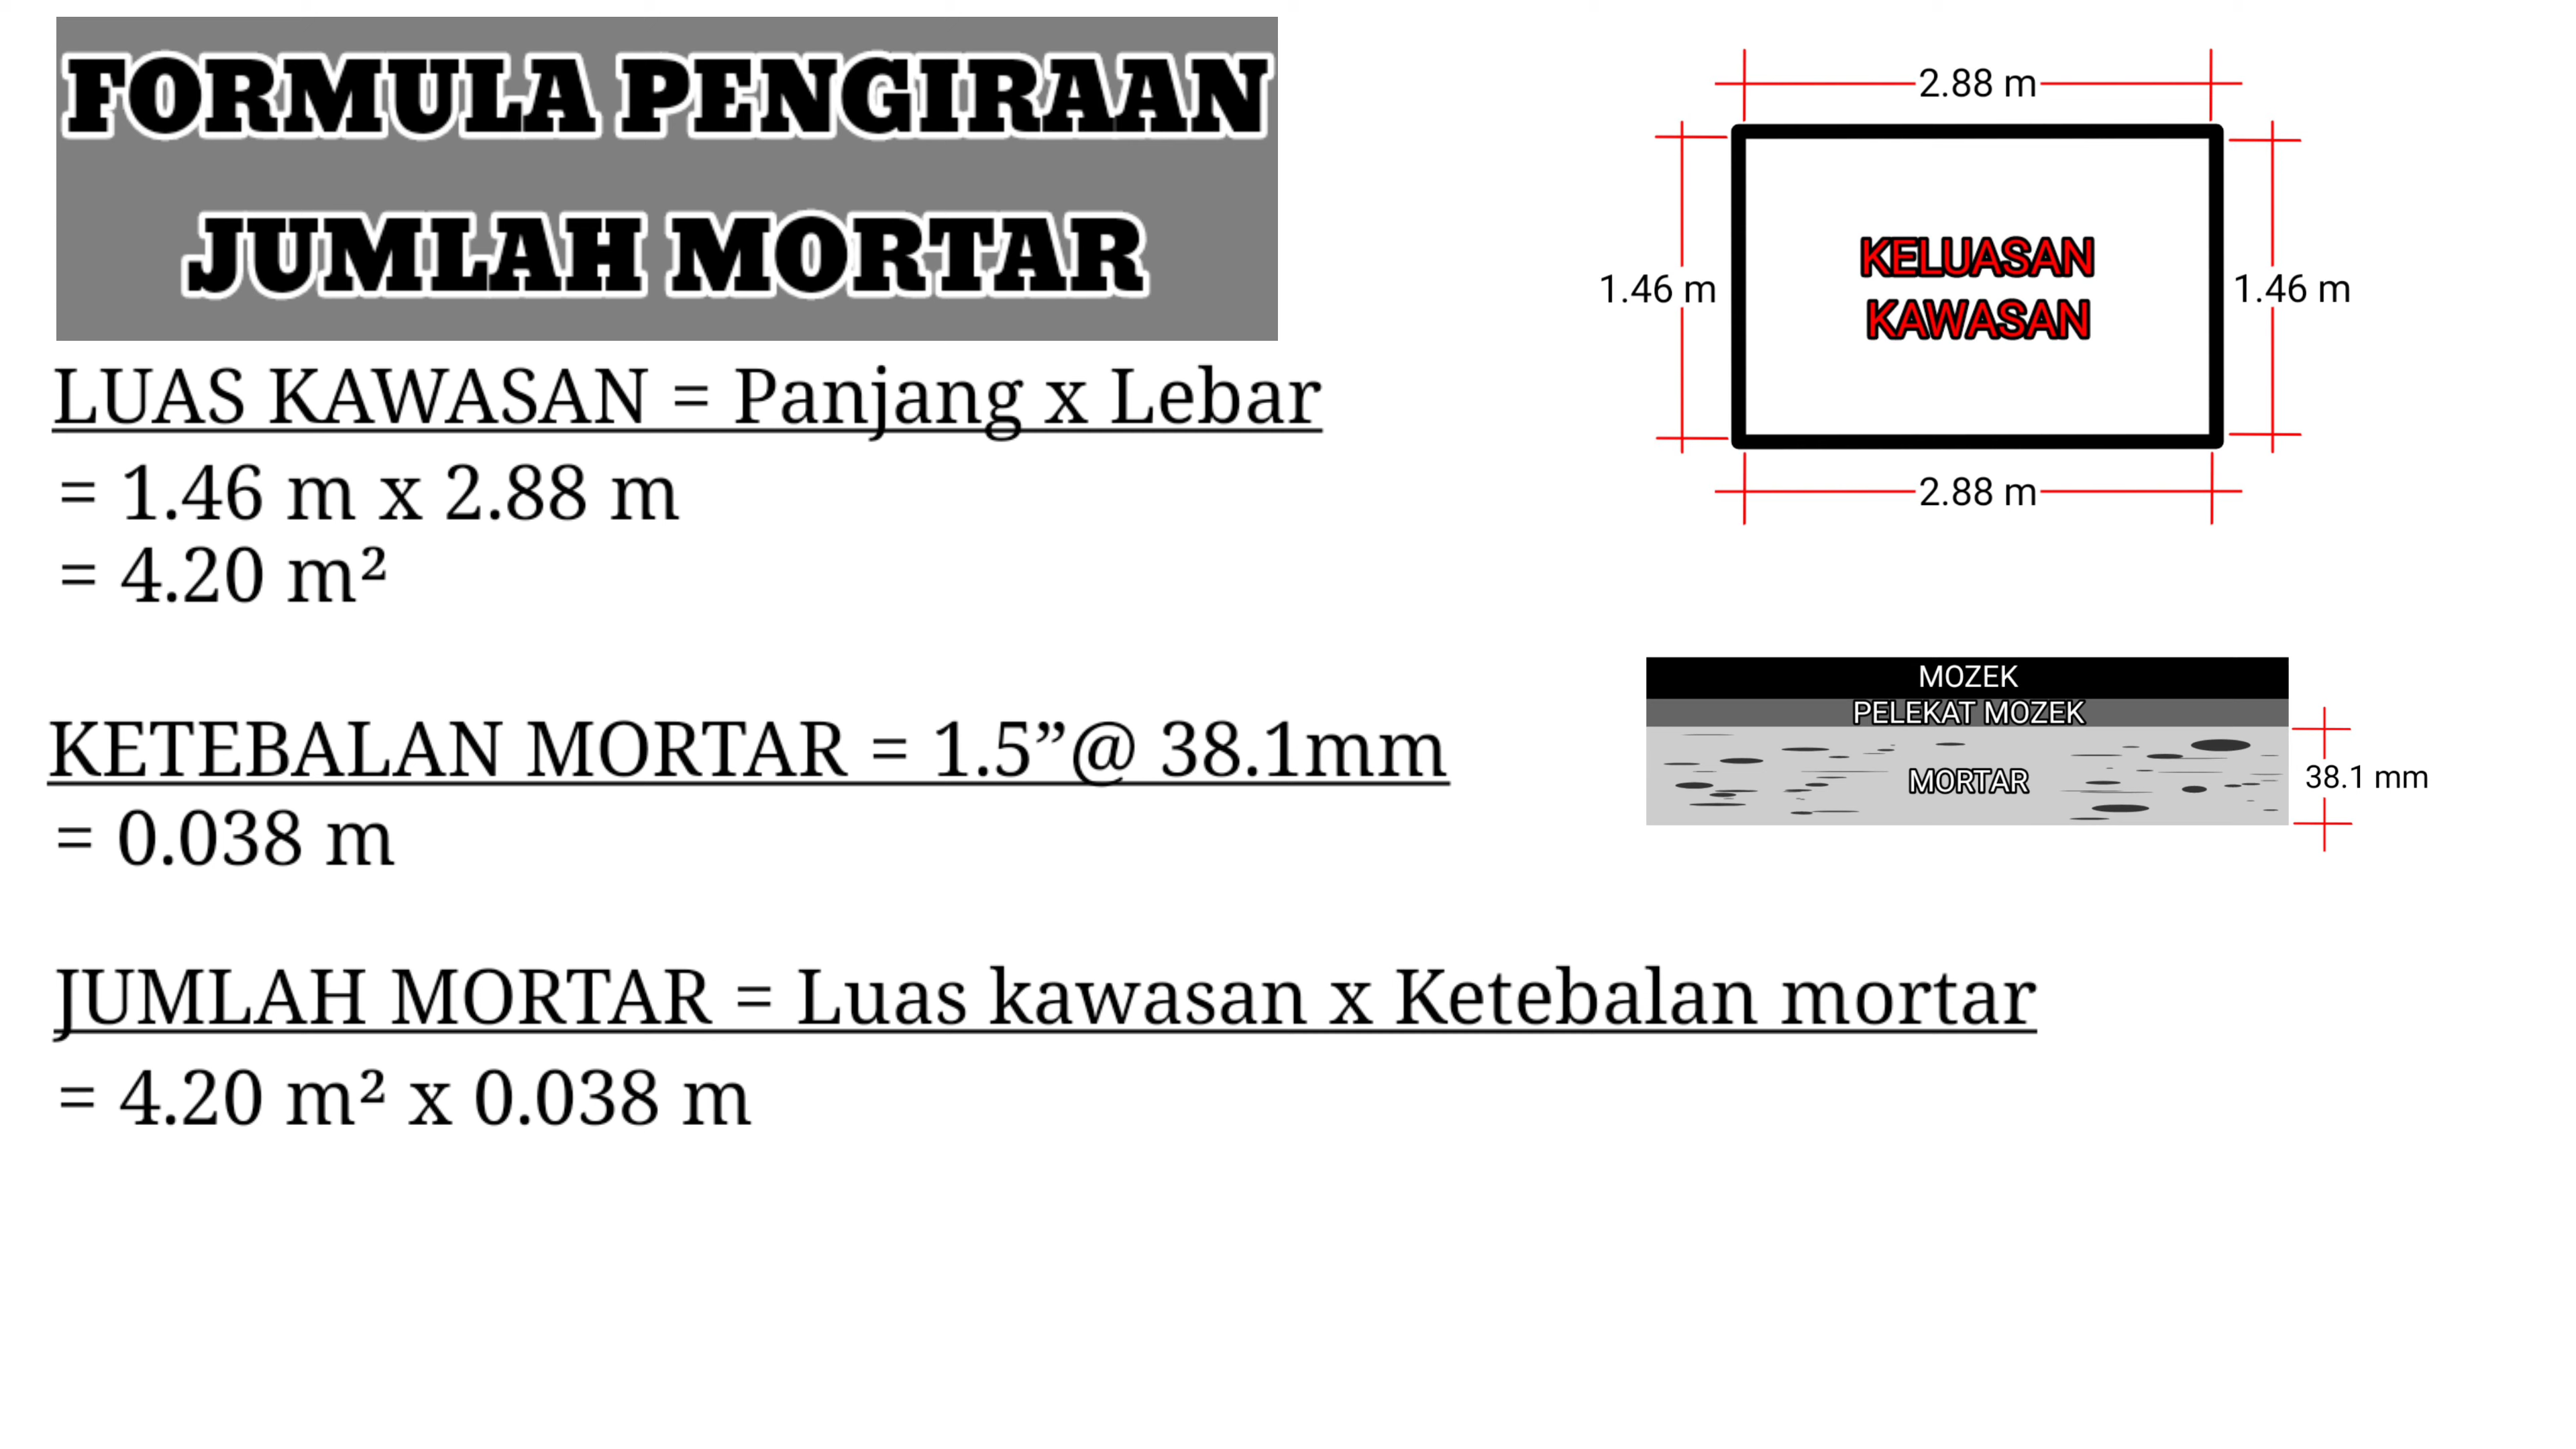 FORMULA PENGIRAAN
JUMLAH MORTAR
LUAS KAWASAN = Panjang x Lebar
= 1.46 m x 2.88 m
= 4.20 m²
KETEBALAN MORTAR = 1.5”@ 38.1mm
= 0.038 m
JUMLAH MORTAR = Luas kawasan x Ketebalan mortar
= 4.20 m² x 0.038 m
2.88 m
1.46 m
KELUASAN
KAWASAN
1.46 m
2.88 m
MOZEK
PELEKAT MOZEK
MORTAR
38.1 mm